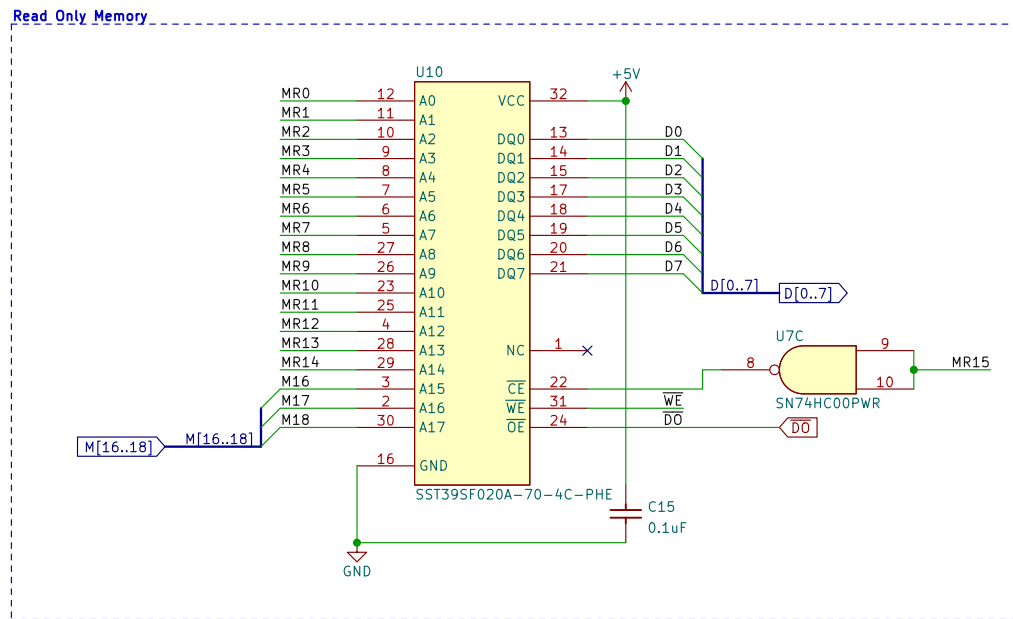 Read Only Memory
U10
+5V
MR0 12 A0 VCC 32
MR1 11 A1
MR2 10 A2 DQ0 13 D0
MR3 9 A3 DQ1 14 D1
MR4 8 A4 DQ2 15 D2
MR5 7 A5 DQ3 17 D3
MR6 6 A6 DQ4 18 D4
MR7 5 A7 DQ5 19 D5
MR8 27 A8 DQ6 20 D6
MR9 26 A9 DQ7 21 D7
MR10 23 A10 D[0..7] D[0..7]
MR11 25 A11
MR12 4 A12
U7C
MR13 28 A13 NC 1 9
MR14 29 A14 8 MR15
M16 3 A15 CE 22 10
M17 2 A16 WE 31 WE SN74HC00PWR
M18 30 A17 OE 24 DO DO
M[16..18] M[16..18]
16 GND
SST39SF020A-70-4C-PHE
C15
0.1uF
GND